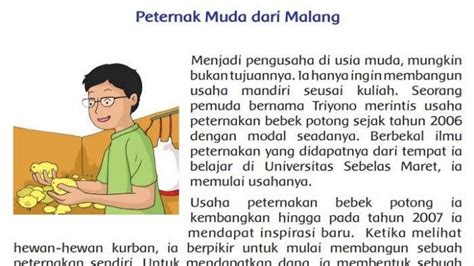 Peternak Muda dari Malang
Menjadi pengusaha di usia muda, mungkin
bukan tujuannya. Ia hanya ingin membangun
usaha mandiri seusai kuliah. Seorang
pemuda bernama Triyono merintis usaha
peternakan bebek potong sejak tahun 2006
dengan modal seadanya. Berbekal ilmu
peternakan yang didapatnya dari tempat ia
belajar di Universitas Sebelas Maret, ia
memulai usahanya.
Usaha peternakan bebek potong ia
kembangkan hingga pada tahun 2007 ia
mendapat inspirasi baru. Ketika melihat
hewan-hewan kurban, ia berpikir untuk mulai membangun sebuah
peternakan sendiri. Untuk mendapatkan dana, ia membentuk sebuah